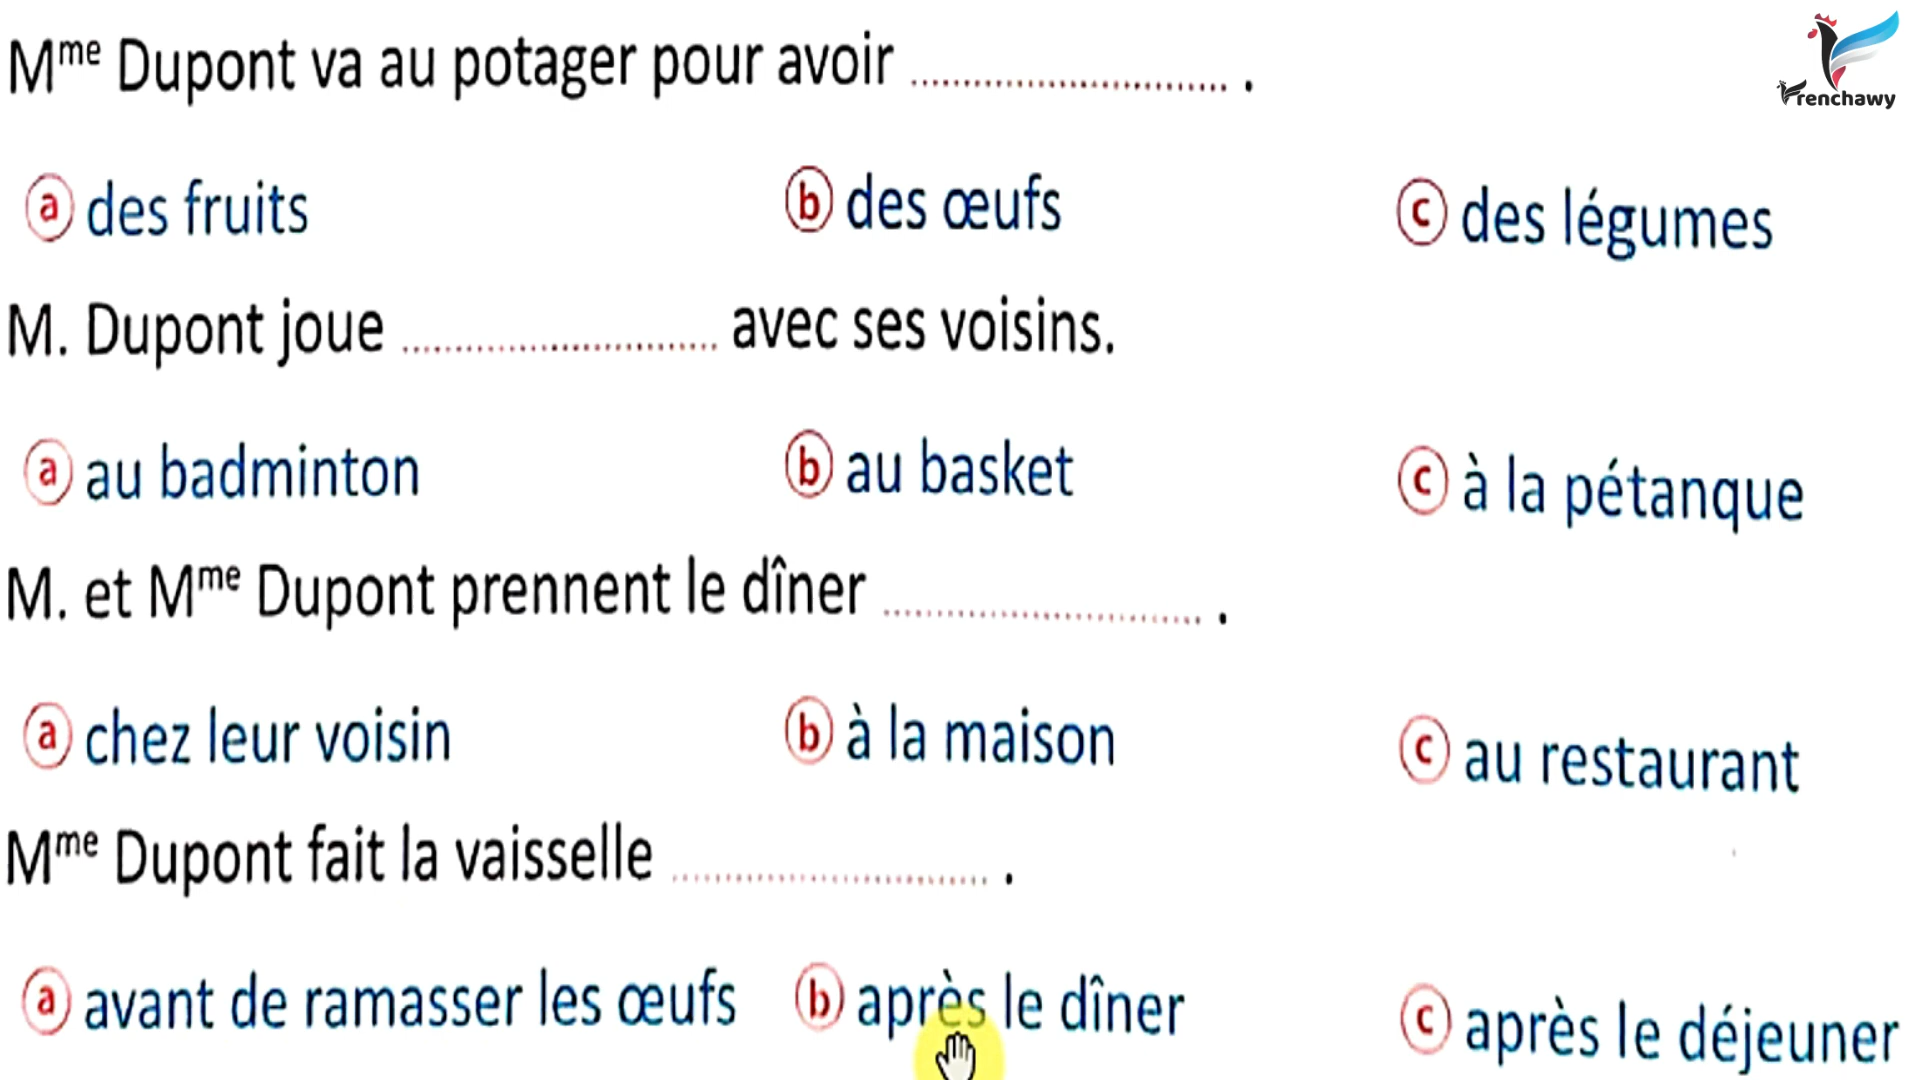 Mme Dupont va au potager pour avoir .............................. .
renchawy
a des fruits b des œufs c des légumes
M. Dupont joue .............................. avec ses voisins.
a au badminton b au basket c à la pétanque
M. et Mme Dupont prennent le dîner .............................. .
a chez leur voisin b à la maison c au restaurant
Mme Dupont fait la vaisselle .............................. .
a avant de ramasser les œufs b après le dîner c après le déjeuner